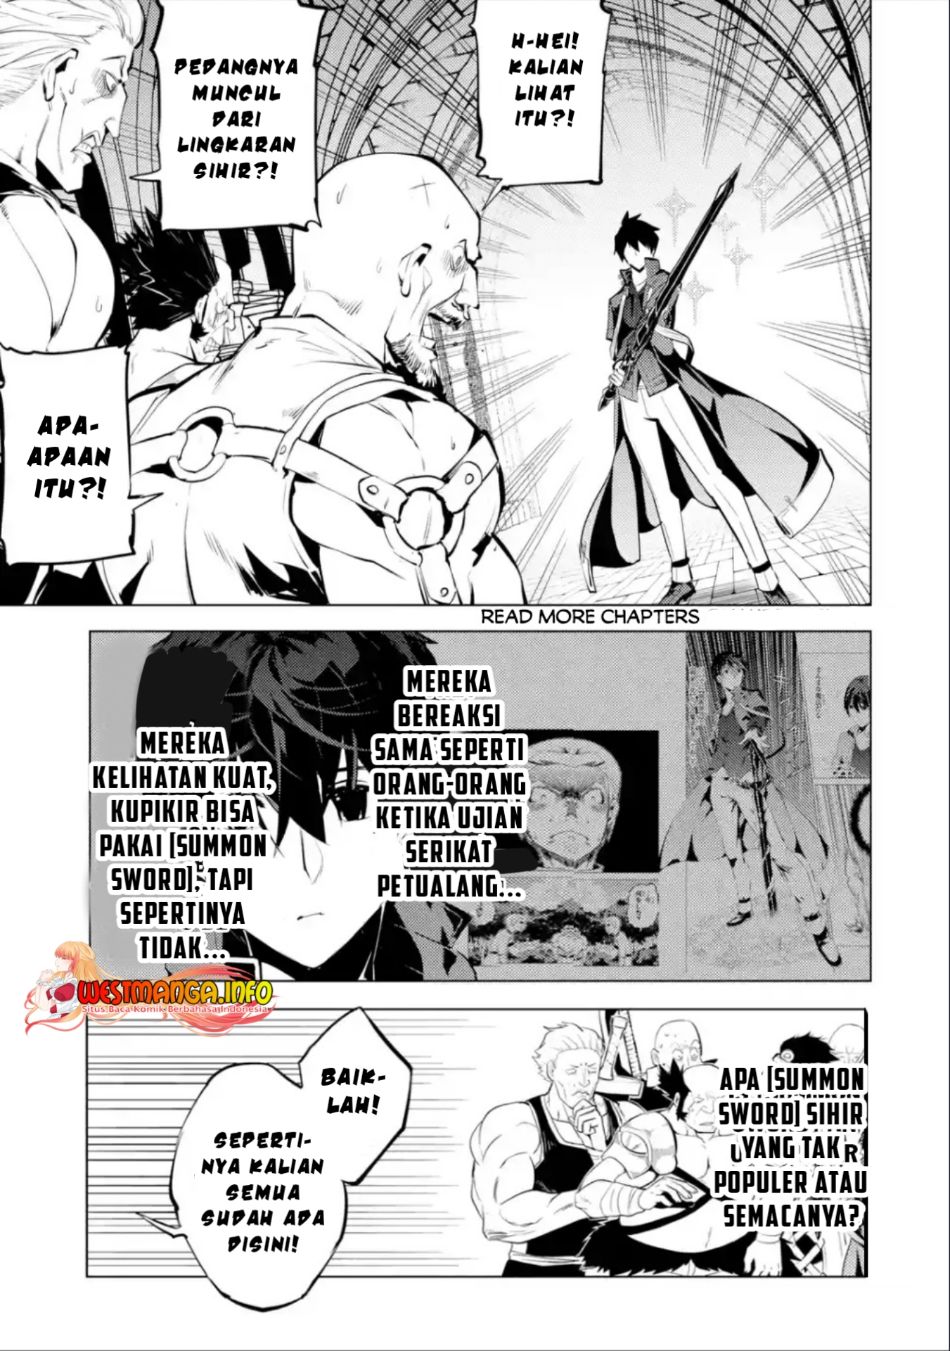 H-HEI!
KALIAN
LIHAT
ITU?!
PEDANGNYA
MUNCUL
DARI
LINGKARAN
SIHIR?!
APA-
APAAN
ITU?!
READ MORE CHAPTERS
MEREKA
BEREAKSI
SAMA SEPERTI
ORANG-ORANG
KETIKA UJIAN
SERIKAT
PETUALANG...
MEREKA
KELIHATAN KUAT,
KUPIKIR BISA
PAKAI [SUMMON
SWORD], TAPI
SEPERTINYA
TIDAK...
WESTMANGA.INFO
Situs Baca Komik Berbahasa Indonesia
APA [SUMMON
SWORD] SIHIR
YANG TAK
POPULER ATAU
SEMACANYA?
BAIK-
LAH!
SEPERTI-
NYA KALIAN
SEMUA
SUDAH ADA
DISINI!